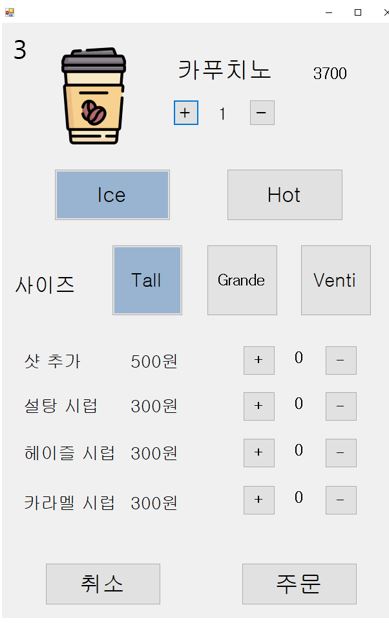 3
카푸치노 3700
+ 1 -
Ice Hot
사이즈 Tall Grande Venti
샷 추가 500원 + 0 -
설탕 시럽 300원 + 0 -
헤이즐 시럽 300원 + 0 -
카라멜 시럽 300원 + 0 -
취소 주문